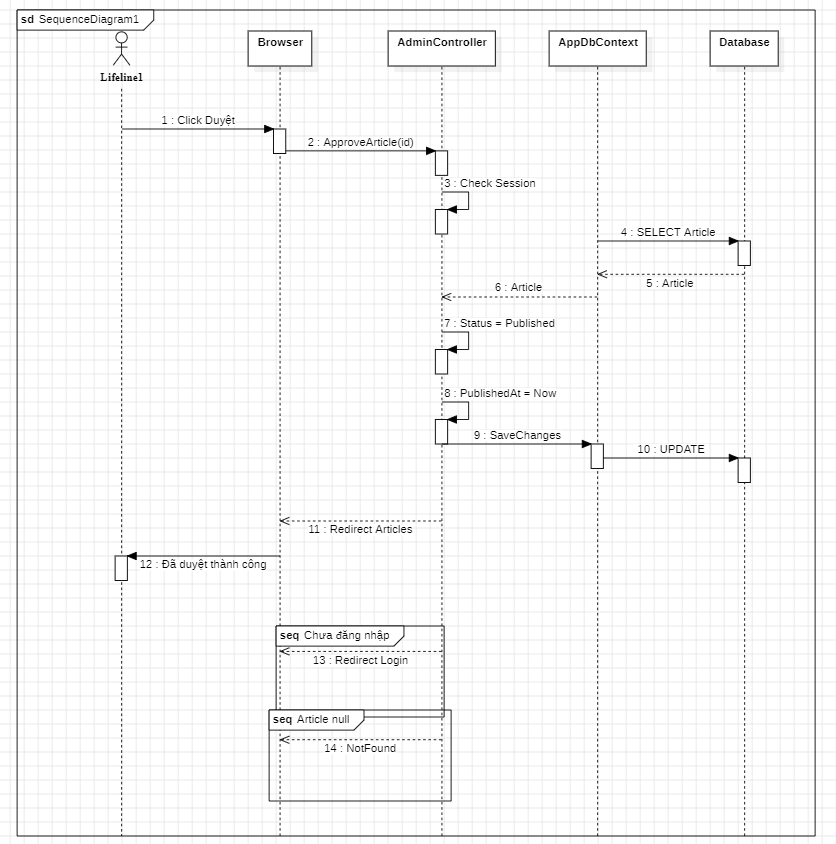 sd SequenceDiagram1
Lifeline1
Browser
AdminController
AppDbContext
Database
1 : Click Duyệt
2 : ApproveArticle(id)
3 : Check Session
4 : SELECT Article
5 : Article
6 : Article
7 : Status = Published
8 : PublishedAt = Now
9 : SaveChanges
10 : UPDATE
11 : Redirect Articles
12 : Đã duyệt thành công
seq Chưa đăng nhập
13 : Redirect Login
seq Article null
14 : NotFound